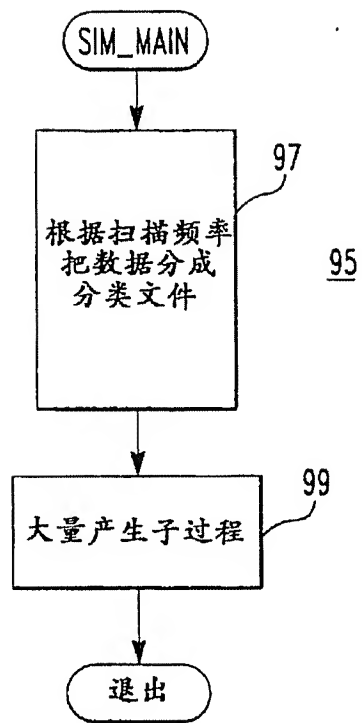 SIM_MAIN
97
根据扫描频率
把数据分成
分类文件
95
99
大量产生子过程
退出